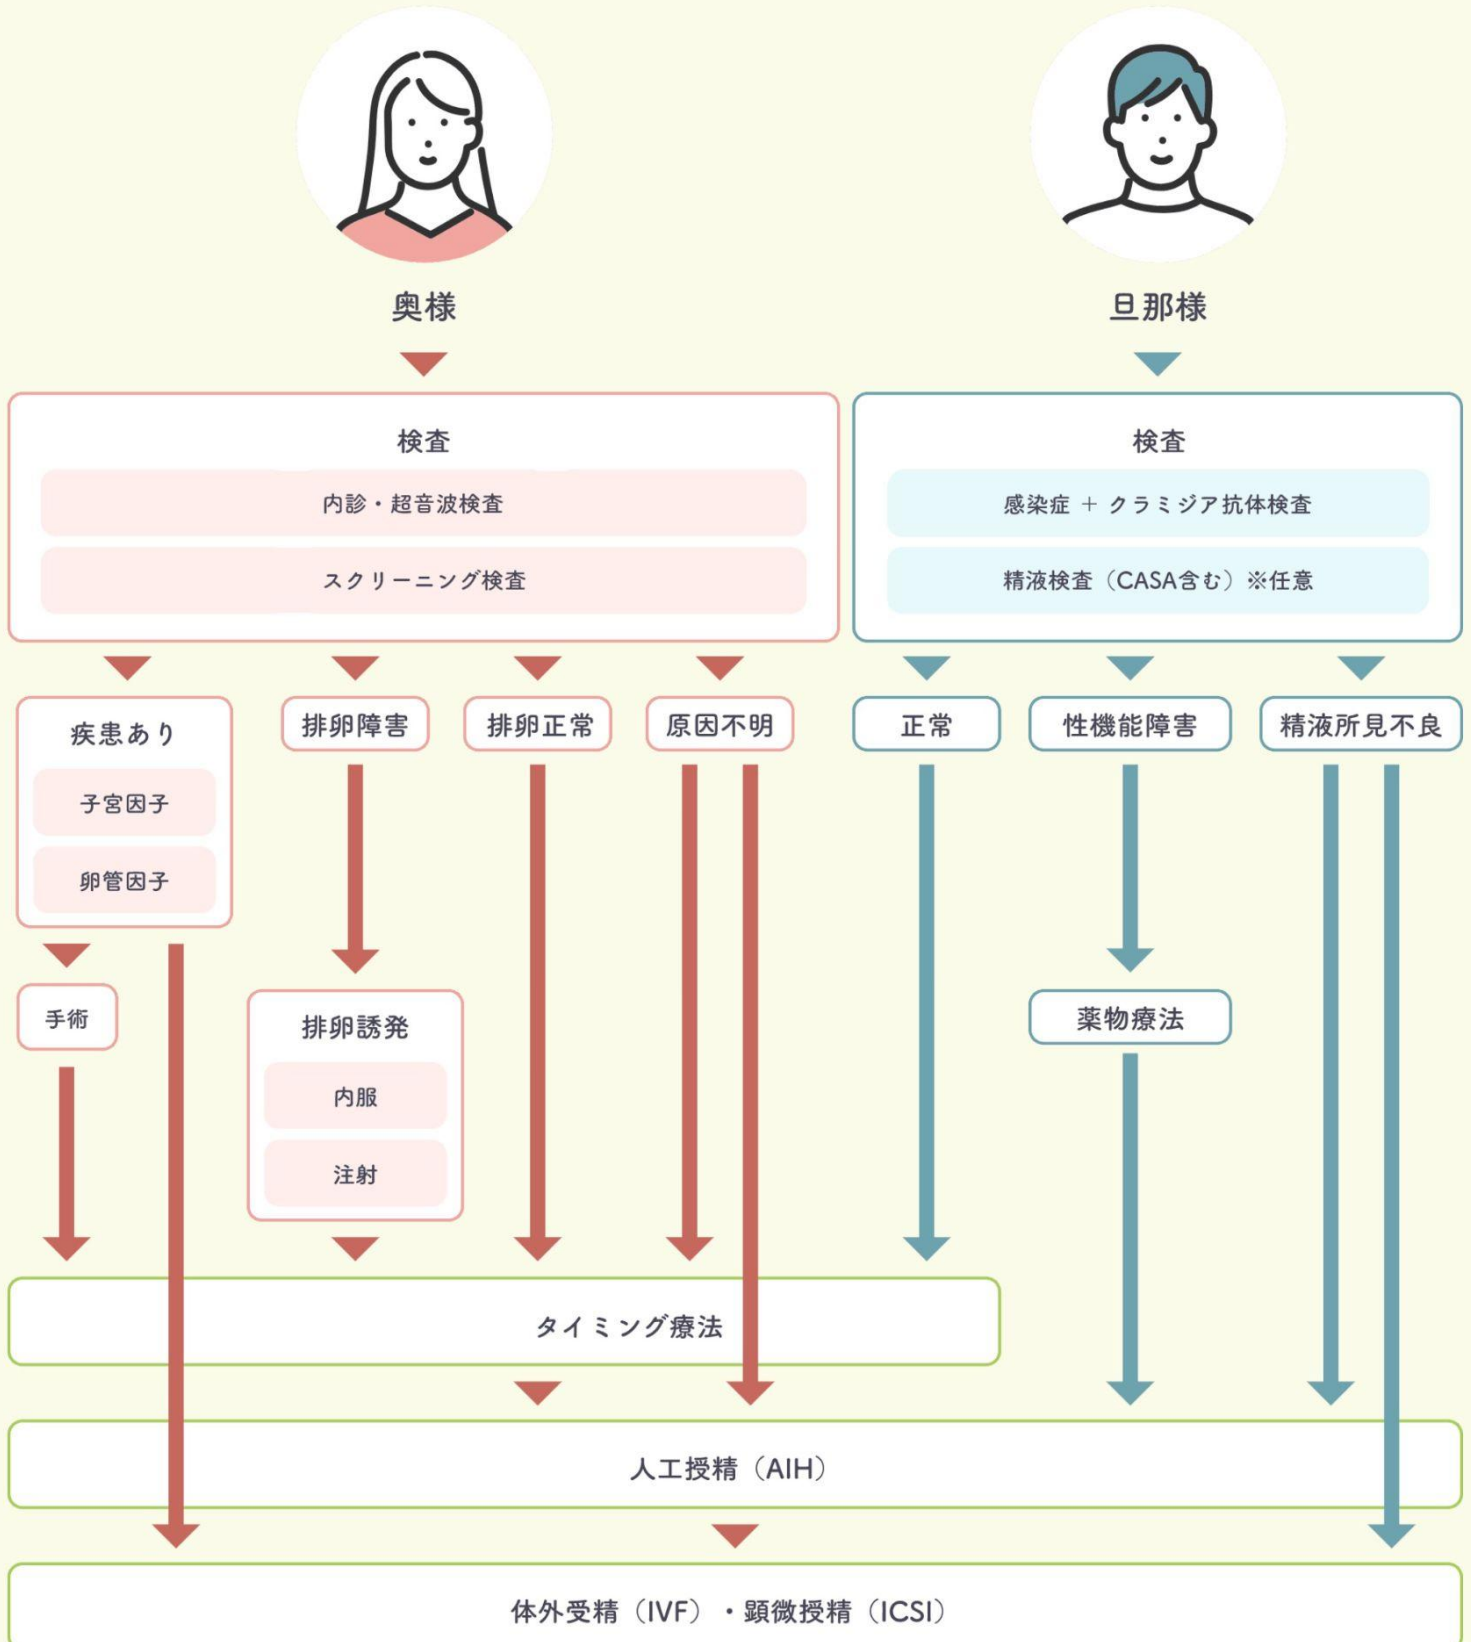 奥様
旦那様
検査
内診・超音波検査
スクリーニング検査
検査
感染症 + クラミジア抗体検査
精液検査（CASA含む）※任意
疾患あり
子宮因子
卵管因子
排卵障害
排卵正常
原因不明
正常
性機能障害
精液所見不良
手術
排卵誘発
内服
注射
薬物療法
タイミング療法
人工授精（AIH）
体外受精（IVF）・顕微授精（ICSI）